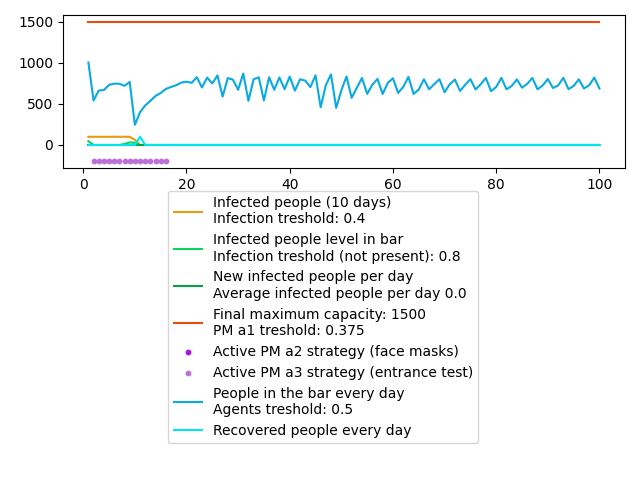 1500
1000
500
0
0 20 40 60 80 100
Infected people (10 days)
Infection treshold: 0.4
Infected people level in bar
Infection treshold (not present): 0.8
New infected people per day
Average infected people per day 0.0
Final maximum capacity: 1500
PM a1 treshold: 0.375
Active PM a2 strategy (face masks)
Active PM a3 strategy (entrance test)
People in the bar every day
Agents treshold: 0.5
Recovered people every day